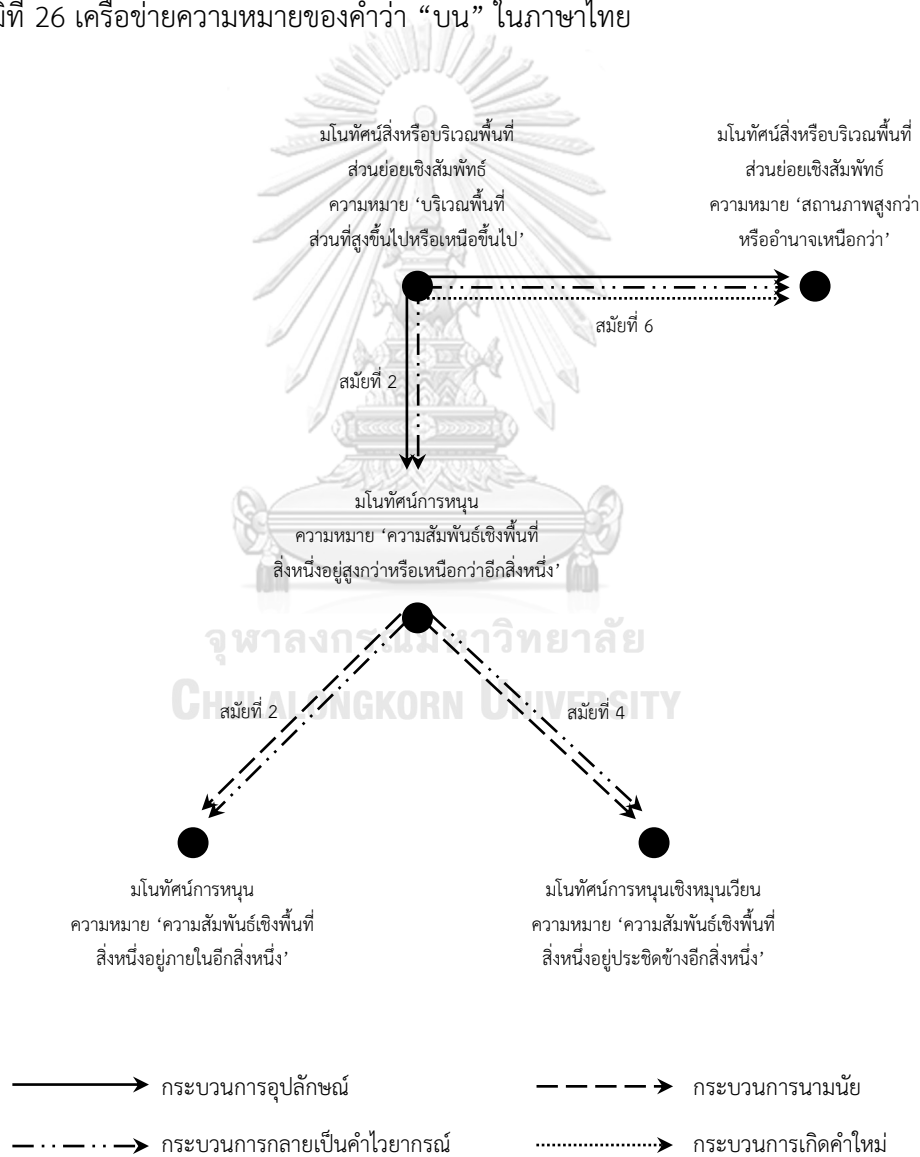 มิที่ 26 เครือข่ายความหมายของคำว่า “บน” ในภาษาไทย
มโนทัศน์สิ่งหรือบริเวณพื้นที่
ส่วนย่อยเชิงสัมพัทธ์
ความหมาย ‘บริเวณพื้นที่
ส่วนที่สูงขึ้นไปหรือเหนือขึ้นไป’
มโนทัศน์สิ่งหรือบริเวณพื้นที่
ส่วนย่อยเชิงสัมพัทธ์
ความหมาย ‘สถานภาพสูงกว่า
หรืออำนาจเหนือกว่า’
สมัยที่ 6
สมัยที่ 2
มโนทัศน์การหนุน
ความหมาย ‘ความสัมพันธ์เชิงพื้นที่
สิ่งหนึ่งอยู่สูงกว่าหรือเหนือกว่าอีกสิ่งหนึ่ง’
จุฬาลงกรณ์มหาวิทยาลัย
CHULALONGKORN UNIVERSITY
สมัยที่ 2
สมัยที่ 4
มโนทัศน์การหนุน
ความหมาย ‘ความสัมพันธ์เชิงพื้นที่
สิ่งหนึ่งอยู่ภายในอีกสิ่งหนึ่ง’
มโนทัศน์การหนุนเชิงหมุนเวียน
ความหมาย ‘ความสัมพันธ์เชิงพื้นที่
สิ่งหนึ่งอยู่ประชิดข้างอีกสิ่งหนึ่ง’
กระบวนการอุปลักษณ์
กระบวนการนามนัย
กระบวนการกลายเป็นคำไวยากรณ์
กระบวนการเกิดคำใหม่